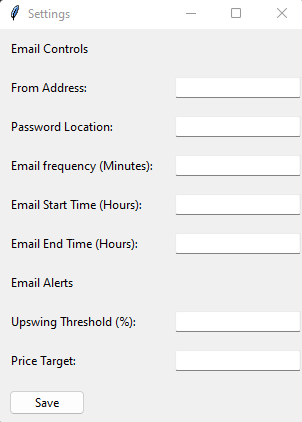 Settings
Email Controls
From Address:
Password Location:
Email frequency (Minutes):
Email Start Time (Hours):
Email End Time (Hours):
Email Alerts
Upswing Threshold (%):
Price Target:
Save